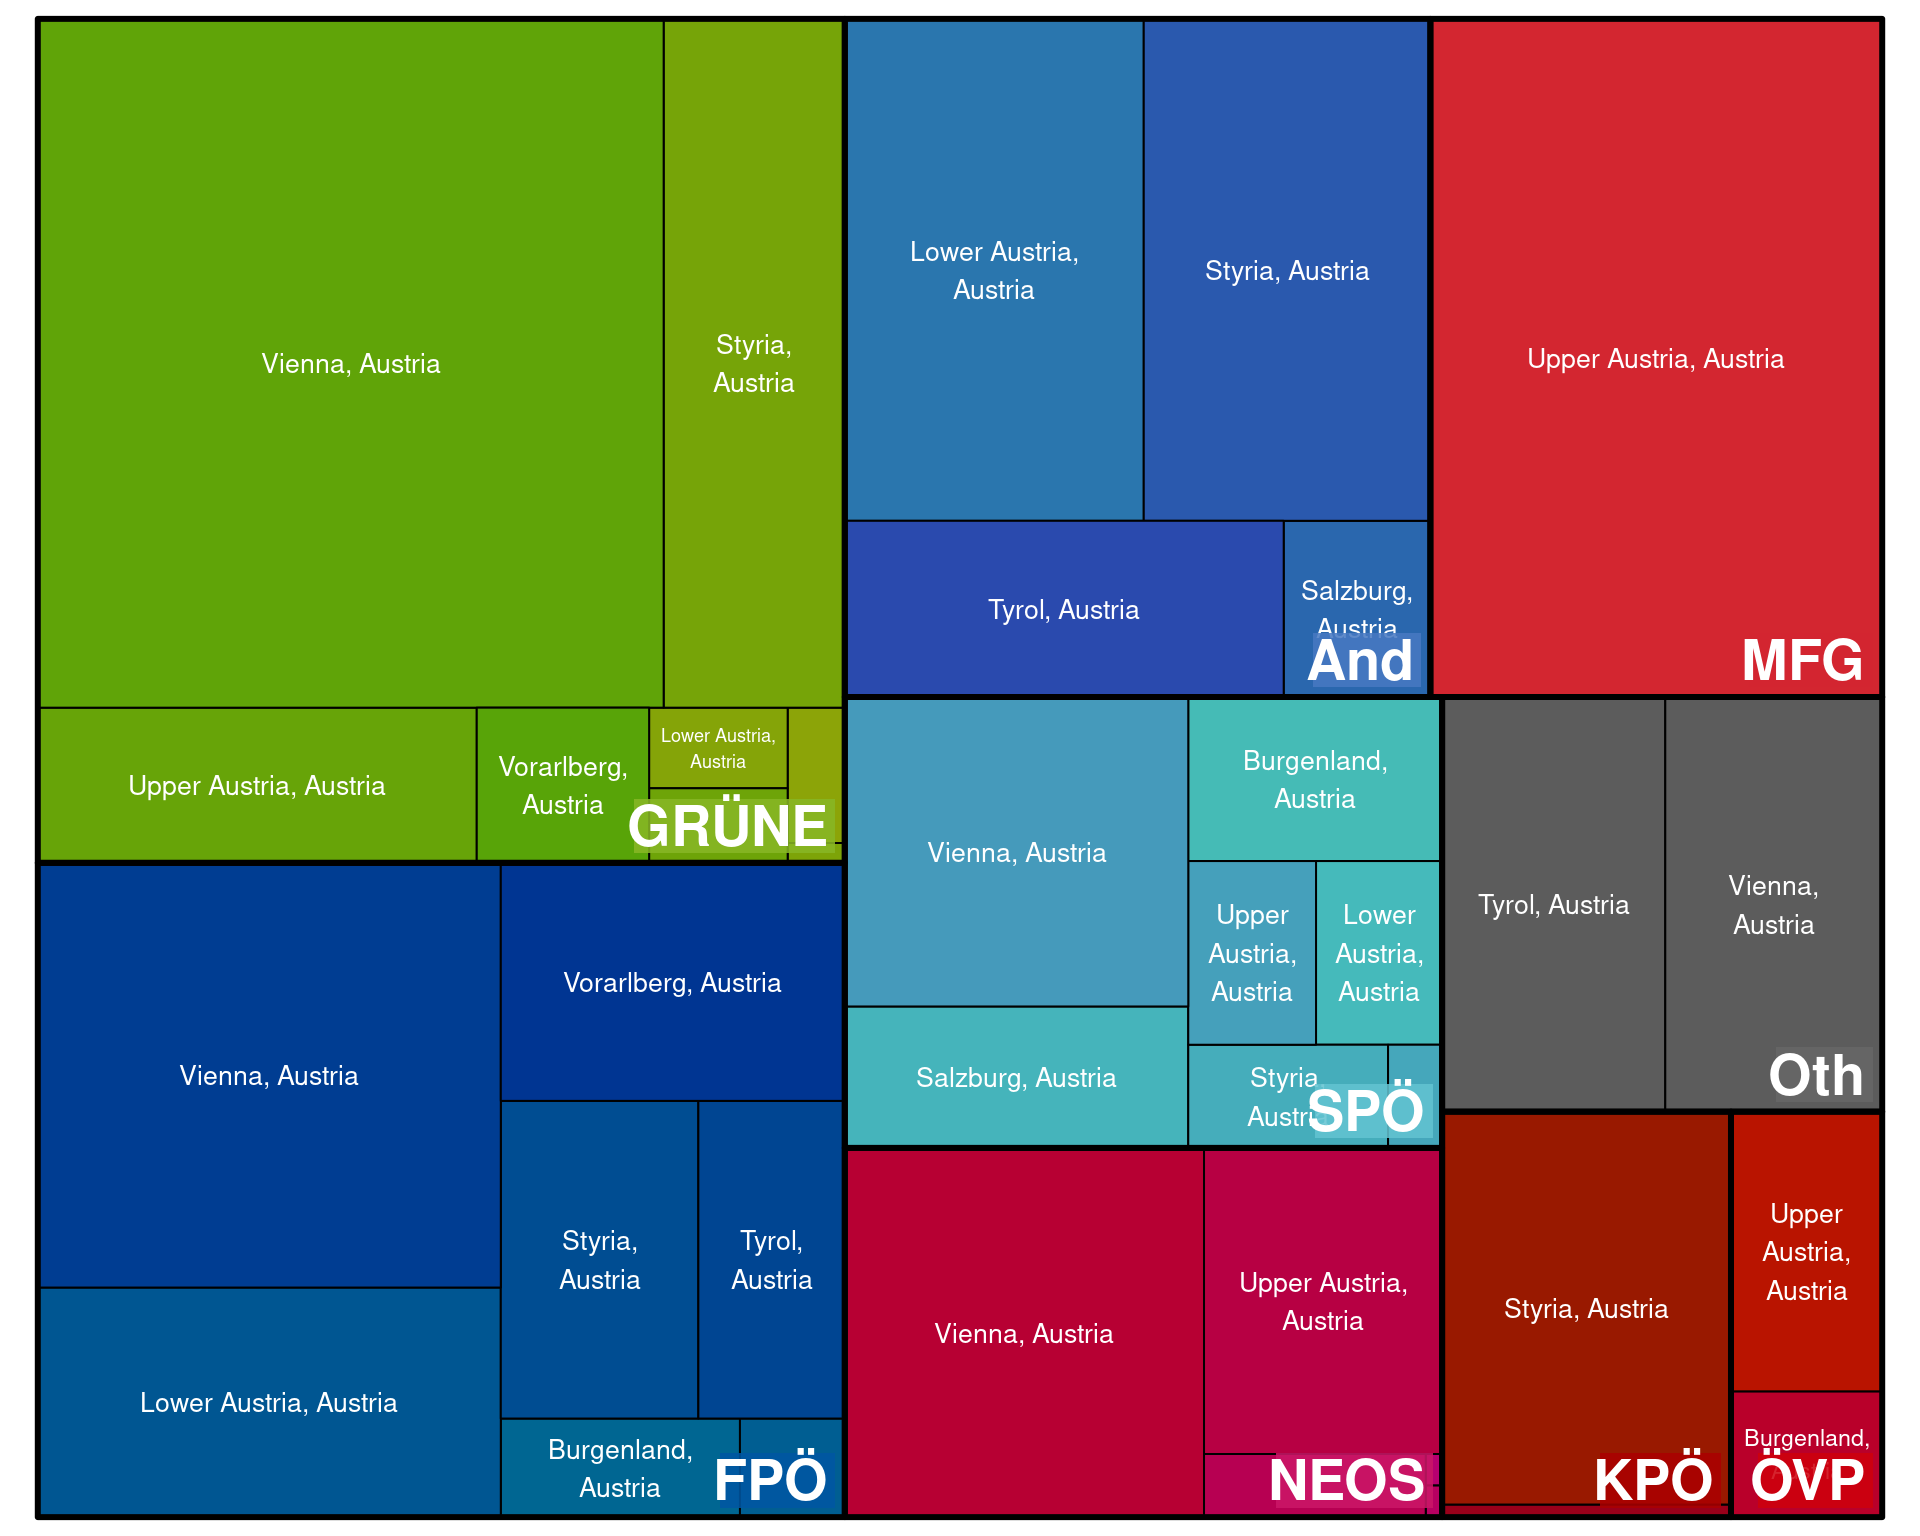 Vienna, Austria
Styria,
Austria
Upper Austria, Austria
Vorarlberg,
Austria
Lower Austria,
Austria
GRÜNE
Lower Austria,
Austria
Styria, Austria
Tyrol, Austria
Salzburg,
Austria
And
Upper Austria, Austria
MFG
Vienna, Austria
Vorarlberg, Austria
Styria,
Austria
Tyrol,
Austria
Lower Austria, Austria
Burgenland,
Austria
FPÖ
Vienna, Austria
Burgenland,
Austria
Upper
Austria,
Austria
Lower
Austria,
Austria
Salzburg, Austria
Styria,
Austria
SPÖ
Tyrol, Austria
Vienna,
Austria
Oth
Vienna, Austria
Upper Austria,
Austria
NEOS
Styria, Austria
KPÖ
Upper
Austria,
Austria
Burgenland,
ÖVP